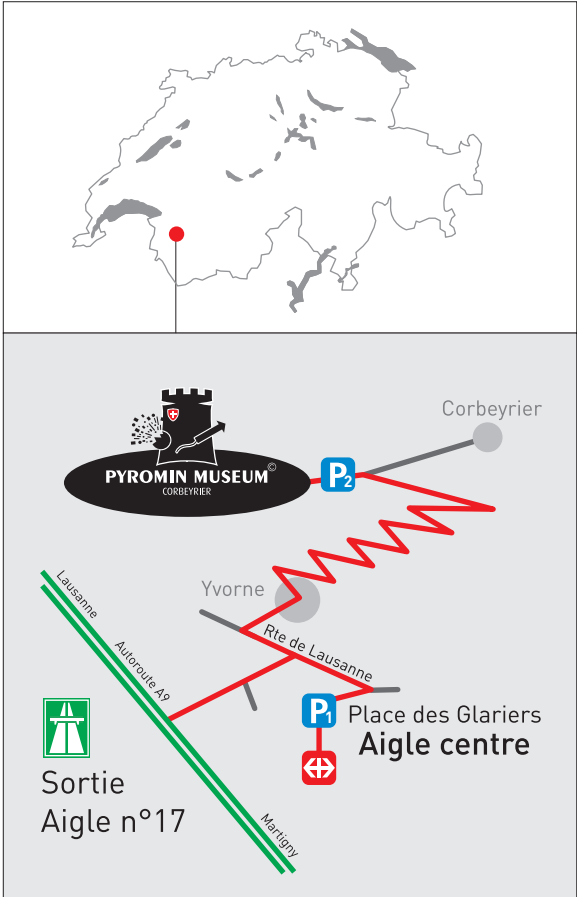 Corbeyrier
PYROMIN MUSEUM©
CORBEYRIER
P2
Yvorne
Lausanne
Autoroute A9
Rte de Lausanne
P1 Place des Glariers
Aigle centre
Sortie
Aigle n°17
Martigny